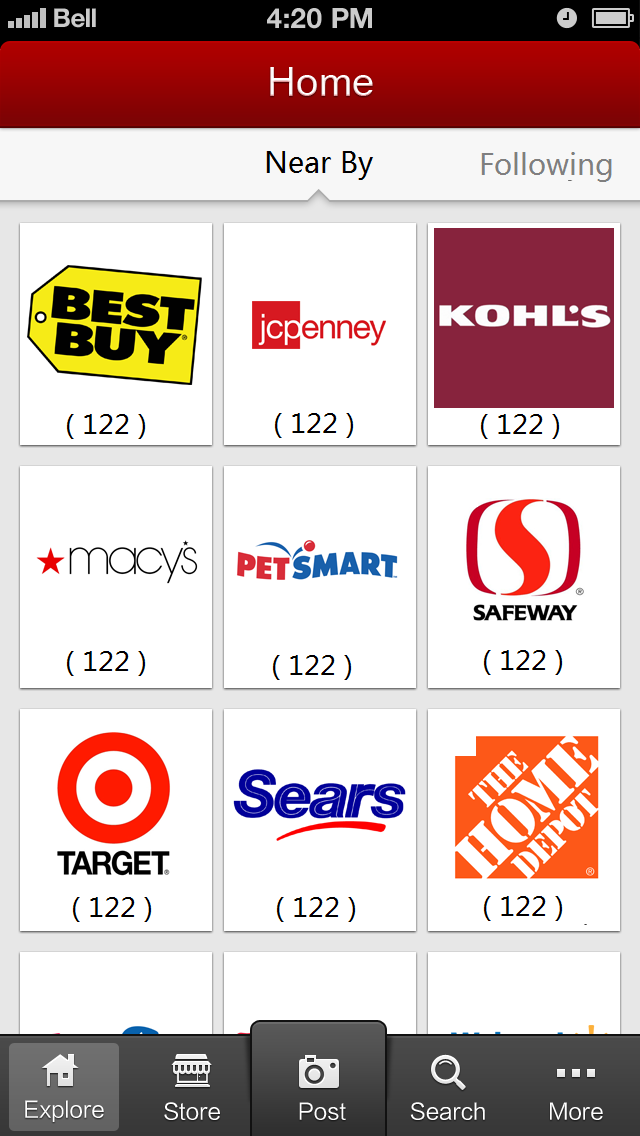 Bell 4:20 PM
Home
Near By Following
BEST BUY
jcpenney
KOHL'S
( 122 ) ( 122 ) ( 122 )
macy's
PETSMART
SAFEWAY
( 122 ) ( 122 ) ( 122 )
TARGET
Sears
THE HOME DEPOT
( 122 ) ( 122 ) ( 122 )
Explore Store Post Search More